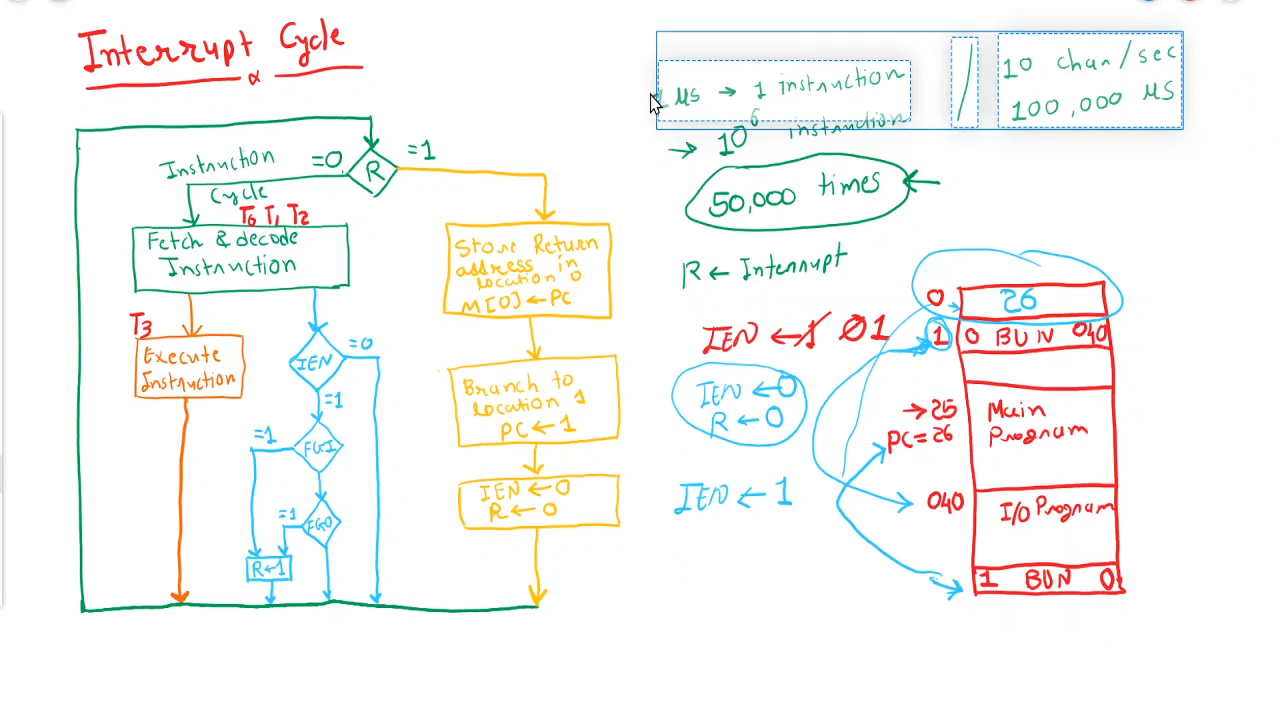 Interrupt Cycle
μs → 1 instruction
→ 10⁶ instruction
/
10 char/sec
100,000 μs
50,000 times
R ← Interrupt
R
=0
=1
Instruction
Cycle
T0 T1 T2
Fetch & decode
Instruction
T3
Execute
Instruction
IEN
=0
=1
FGI
=1
FGO
=1
R←1
Store Return
address in
location 0
M[0] ← PC
Branch to
location 1
PC ← 1
IEN ← 0
R ← 0
IEN ← 1 0 1
IEN ← 0
R ← 0
IEN ← 1
0 26
1 0 BUN 040
→ 25 Main
PC = 26 Program
040 I/O Program
1 BUN 0